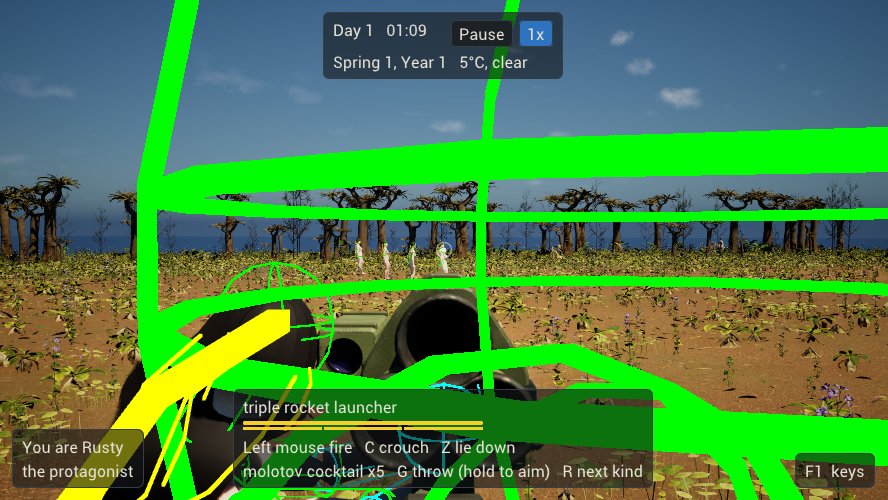 Day 1 01:09 Pause 1x
Spring 1, Year 1 5°C, clear
triple rocket launcher
Left mouse fire C crouch Z lie down
molotov cocktail x5 G throw (hold to aim) R next kind
You are Rusty
the protagonist
F1 keys